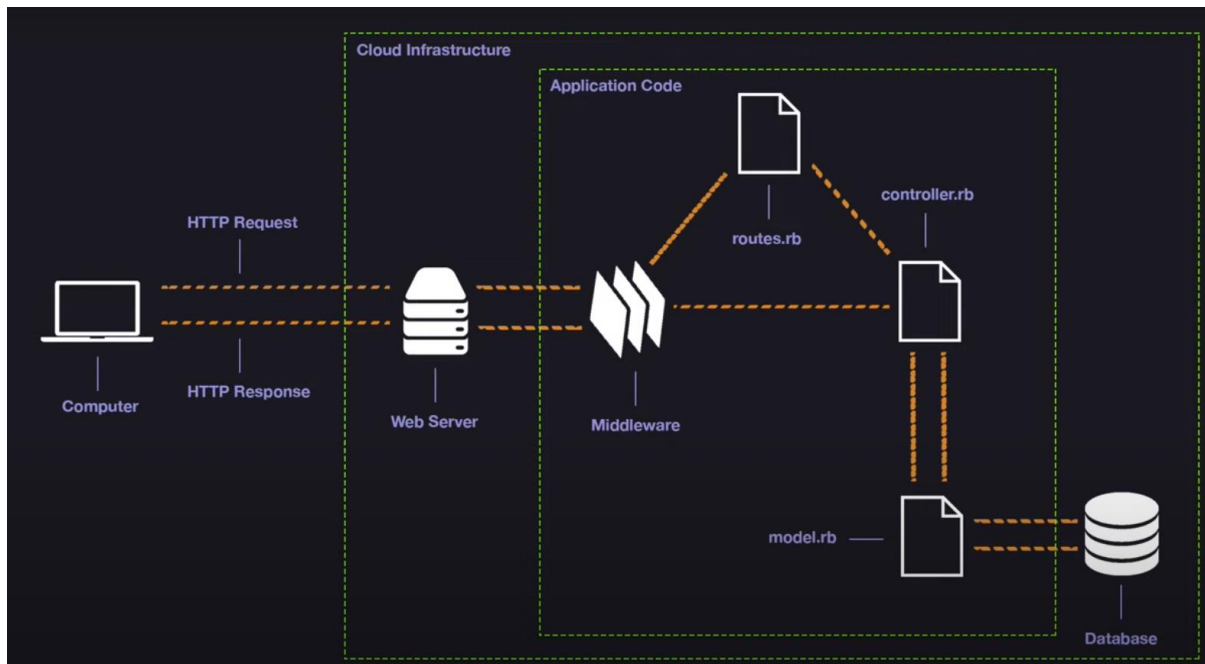 Cloud Infrastructure
Application Code
controller.rb
HTTP Request
routes.rb
HTTP Response
Computer
Web Server
Middleware
model.rb
Database